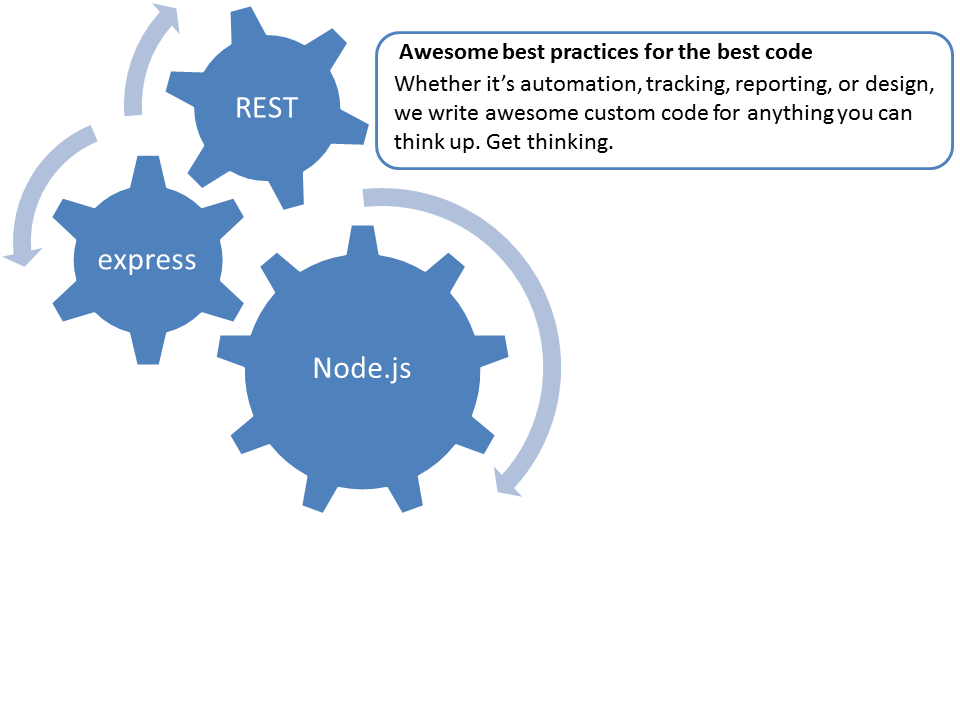 Awesome best practices for the best code
Whether it’s automation, tracking, reporting, or design,
we write awesome custom code for anything you can
think up. Get thinking.
REST
express
Node.js